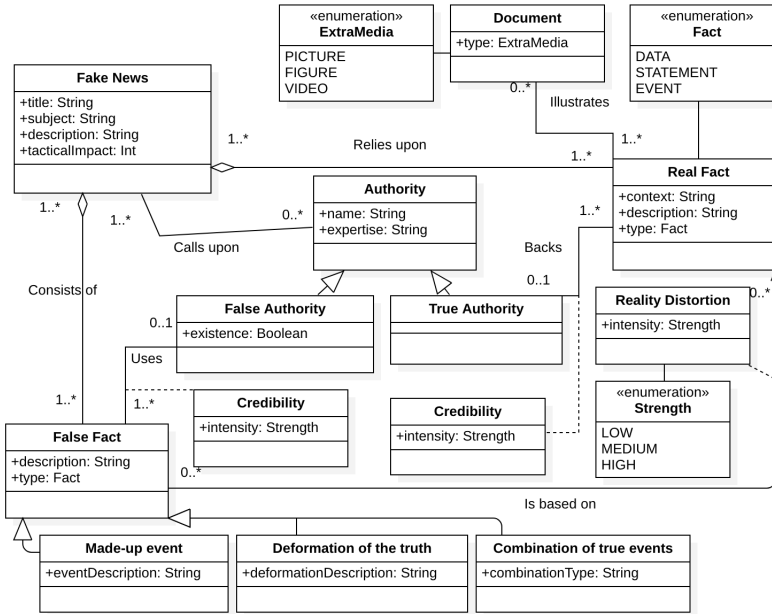 «enumeration»
ExtraMedia
PICTURE
FIGURE
VIDEO
Document
+type: ExtraMedia
«enumeration»
Fact
DATA
STATEMENT
EVENT
Fake News
+title: String
+subject: String
+description: String
+tacticalImpact: Int
0..*
Illustrates
1..*
1..*
Relies upon
1..*
Real Fact
+context: String
+description: String
+type: Fact
Authority
+name: String
+expertise: String
1..*
1..*
0..*
Calls upon
1..*
Backs
0..1
Consists of
False Authority
+existence: Boolean
True Authority
Reality Distortion
+intensity: Strength
0..*
0..1
Uses
1..*
1..*
Credibility
+intensity: Strength
Credibility
+intensity: Strength
«enumeration»
Strength
LOW
MEDIUM
HIGH
False Fact
+description: String
+type: Fact
0..*
Is based on
Made-up event
+eventDescription: String
Deformation of the truth
+deformationDescription: String
Combination of true events
+combinationType: String